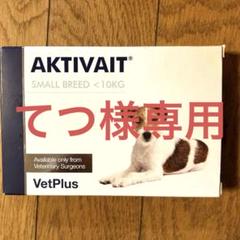 AKTIVAIT®
SMALL BREED <10KG
てつ様専用
Available only from
Veterinary Surgeons
VetPlus